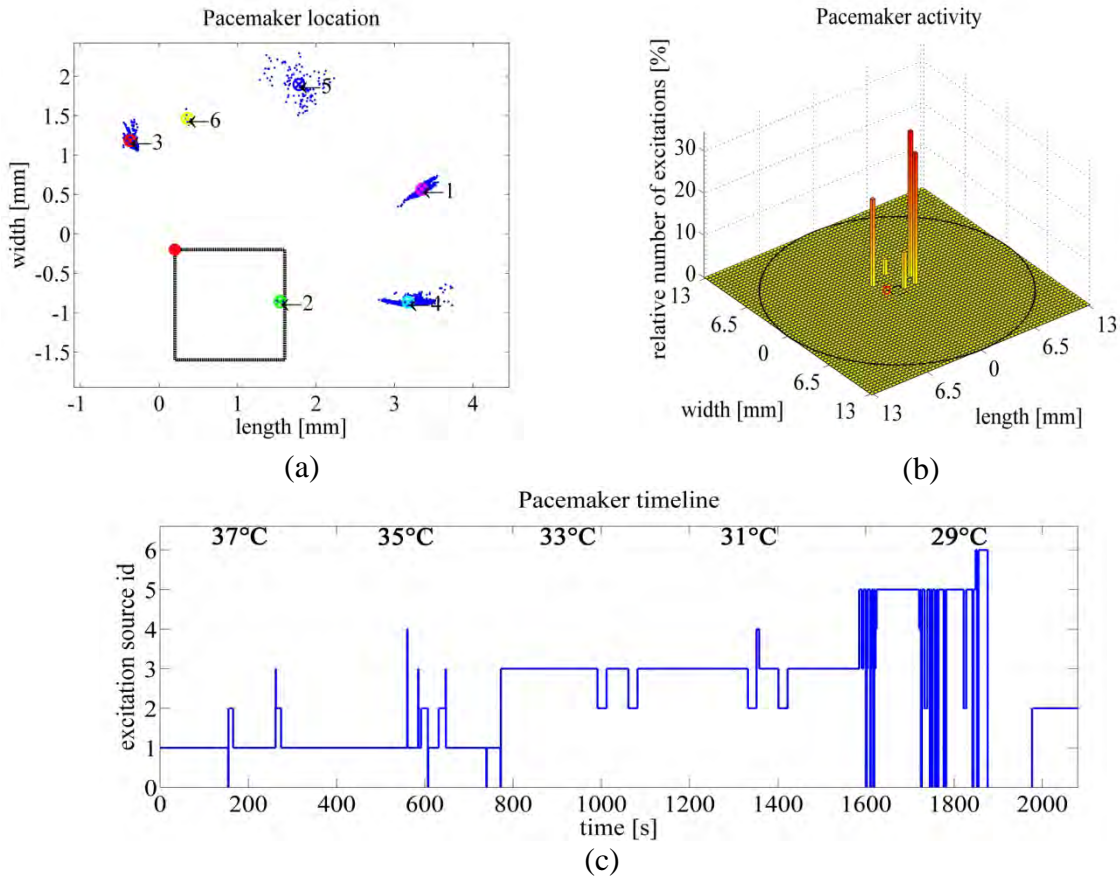 Pacemaker location
2
1.5
1
0.5
0
-0.5
-1
-1.5
width [mm]
-1 0 1 2 3 4
length [mm]
5
6
3
1
2
4
(a)
Pacemaker activity
relative number of excitations [%]
30
20
10
0
13
6.5
0
6.5
13
width [mm]
13
6.5
0
6.5
13
length [mm]
(b)
Pacemaker timeline
37°C 35°C 33°C 31°C 29°C
excitation source id
6
5
4
3
2
1
0
0 200 400 600 800 1000 1200 1400 1600 1800 2000
time [s]
(c)